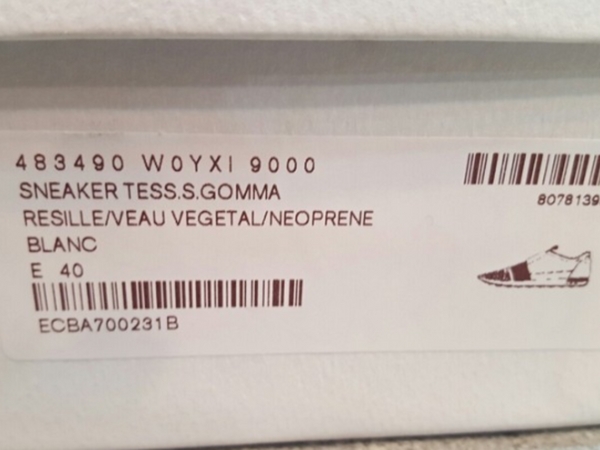 483490 W0YXI 9000
SNEAKER TESS.S.GOMMA
RESILLE/VEAU VEGETAL/NEOPRENE
BLANC
E 40
ECBA700231B
8078139